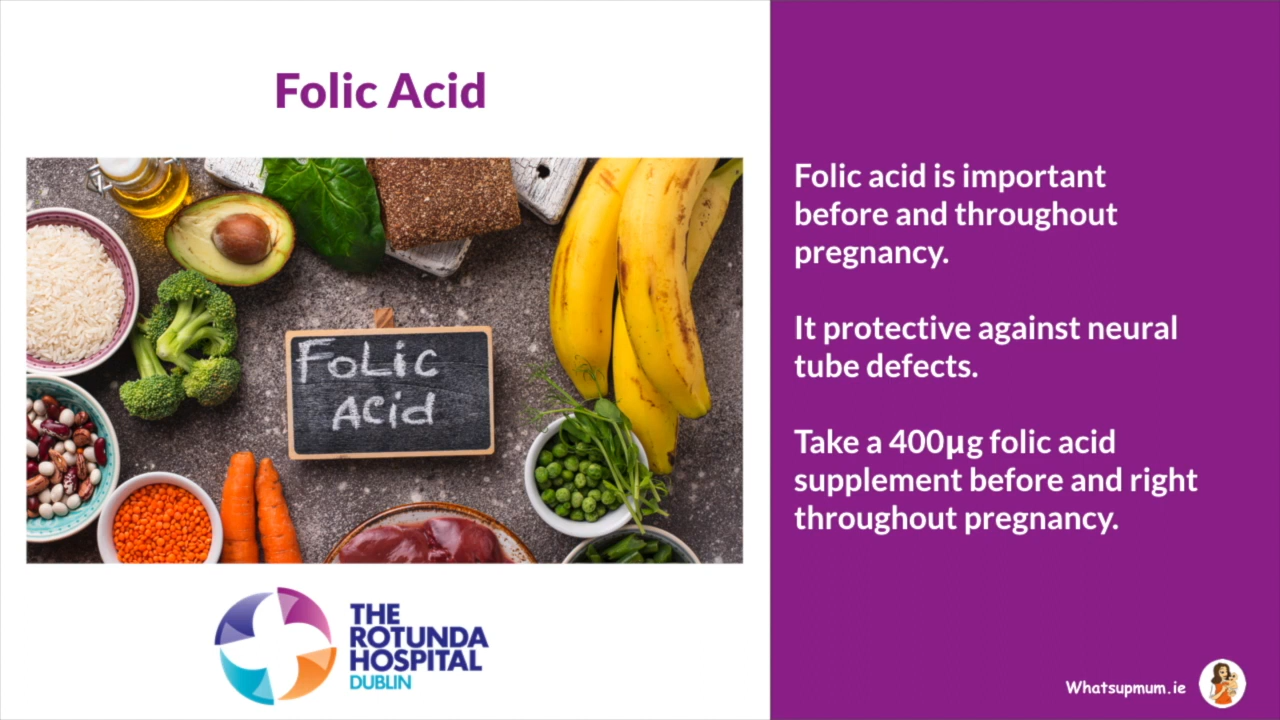 Folic Acid
FoLic
Acid
THE
ROTUNDA
HOSPITAL
DUBLIN
Folic acid is important
before and throughout
pregnancy.
It protective against neural
tube defects.
Take a 400µg folic acid
supplement before and right
throughout pregnancy.
Whatsupmum.ie